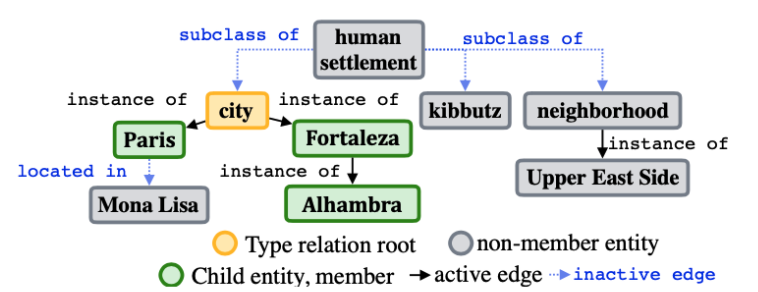 subclass of
human
settlement
subclass of
instance of
city
instance of
kibbutz
neighborhood
Paris
Fortaleza
instance of
located in
instance of
Mona Lisa
Alhambra
Upper East Side
Type relation root
non-member entity
Child entity, member
active edge
inactive edge